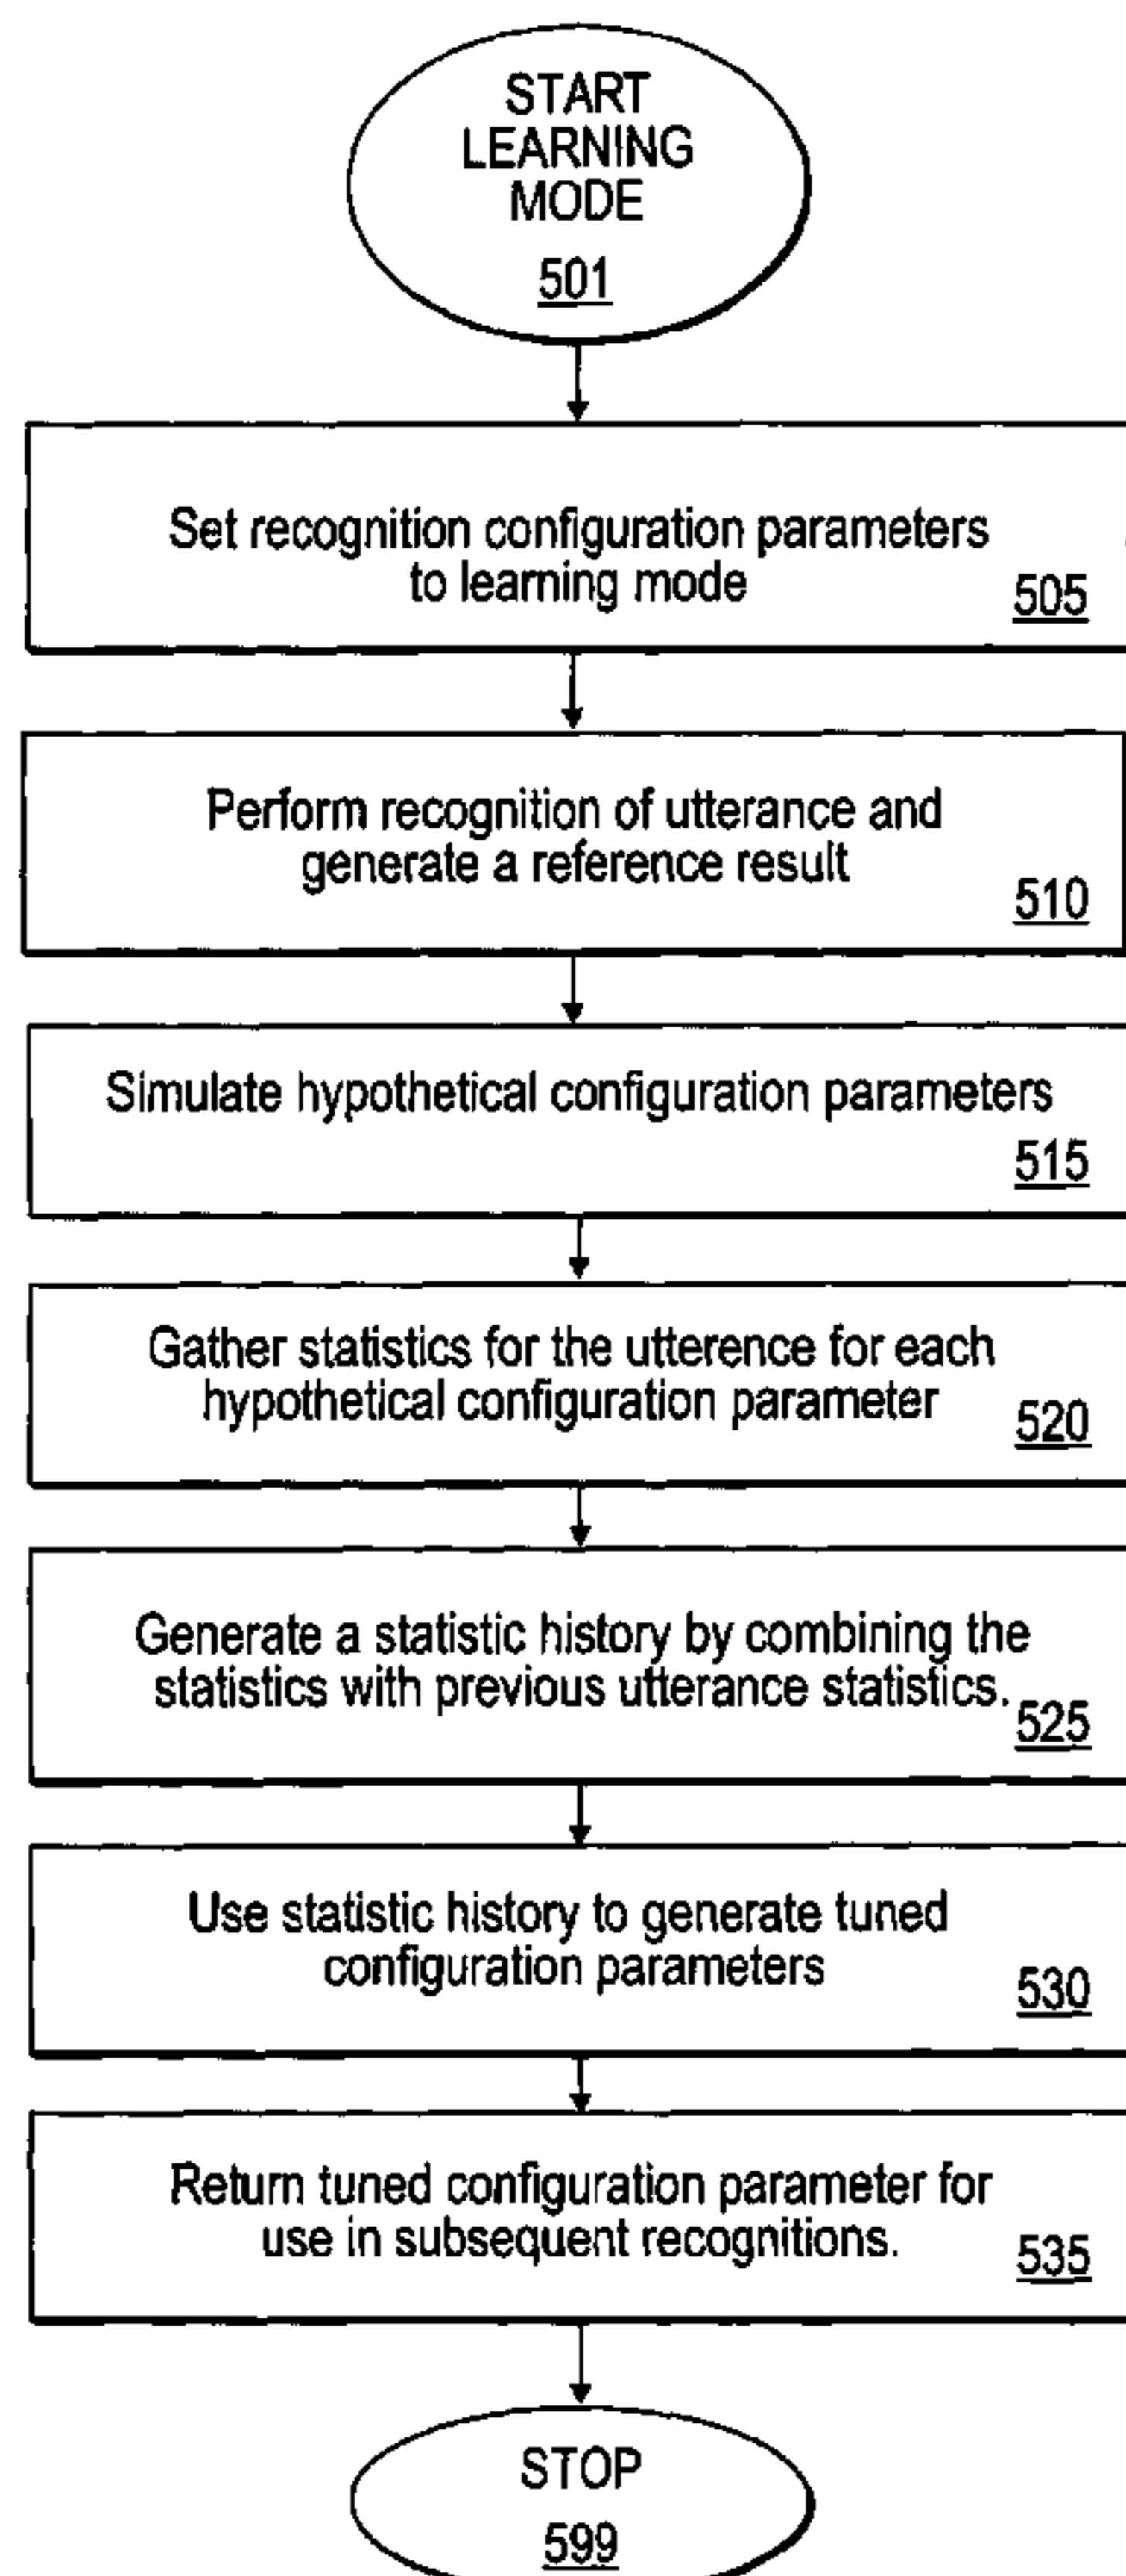 START
LEARNING
MODE
501
Set recognition configuration parameters
to learning mode
505
Perform recognition of utterance and
generate a reference result
510
Simulate hypothetical configuration parameters
515
Gather statistics for the utterence for each
hypothetical configuration parameter
520
Generate a statistic history by combining the
statistics with previous utterance statistics.
525
Use statistic history to generate tuned
configuration parameters
530
Return tuned configuration parameter for
use in subsequent recognitions.
535
STOP
599